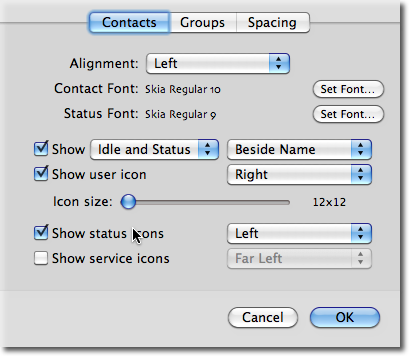 Contacts Groups Spacing
Alignment: Left
Contact Font: Skia Regular 10 Set Font...
Status Font: Skia Regular 9 Set Font...
Show Idle and Status Beside Name
Show user icon Right
Icon size: 12x12
Show status icons Left
Show service icons Far Left
Cancel OK